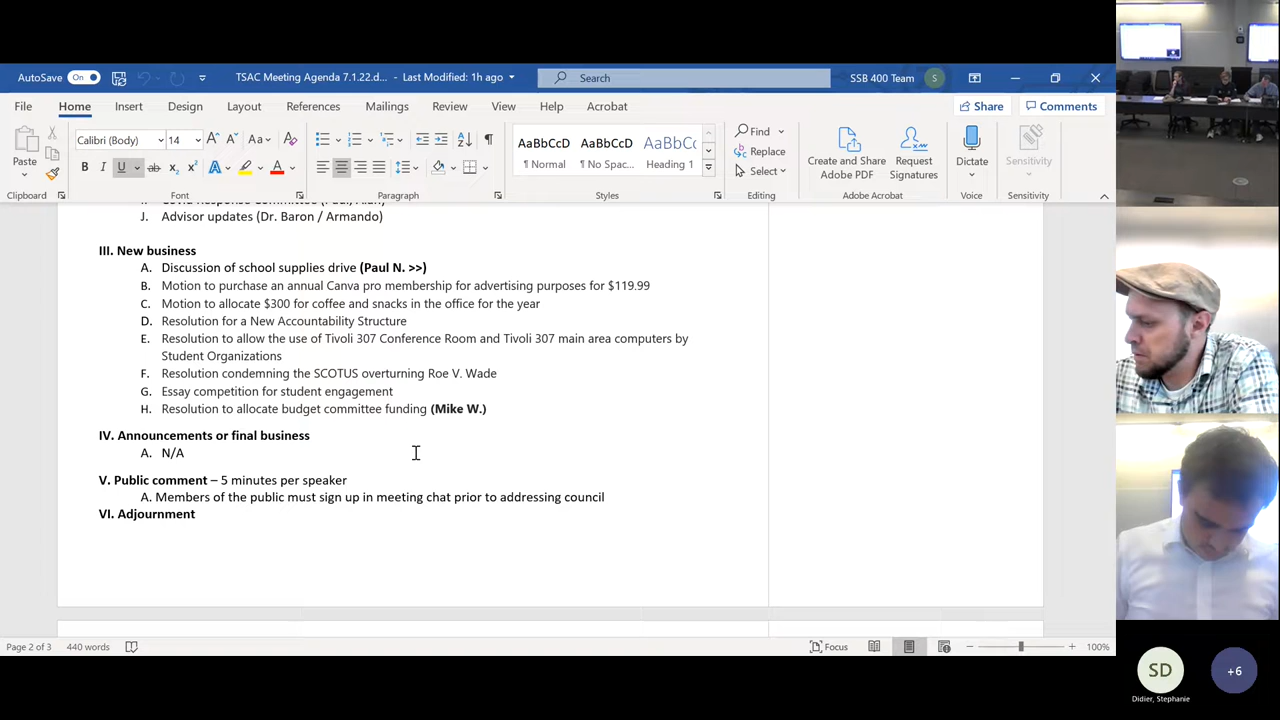 AutoSave On TSAC Meeting Agenda 7.1.22.d... - Last Modified: 1h ago Search SSB 400 Team S
File Home Insert Design Layout References Mailings Review View Help Acrobat Share Comments
Paste Calibri (Body) 14 Aa AaBbCcD AaBbCcD AaBbCc Find Create and Share Request Dictate Sensitivity
B I U ab x₂ x² A A ¶ Normal ¶ No Spac... Heading 1 Replace Adobe PDF Signatures
Select
Clipboard Font Paragraph Styles Editing Adobe Acrobat Voice Sensitivity
J. Advisor updates (Dr. Baron / Armando)
III. New business
A. Discussion of school supplies drive (Paul N. >>)
B. Motion to purchase an annual Canva pro membership for advertising purposes for $119.99
C. Motion to allocate $300 for coffee and snacks in the office for the year
D. Resolution for a New Accountability Structure
E. Resolution to allow the use of Tivoli 307 Conference Room and Tivoli 307 main area computers by
Student Organizations
F. Resolution condemning the SCOTUS overturning Roe V. Wade
G. Essay competition for student engagement
H. Resolution to allocate budget committee funding (Mike W.)
IV. Announcements or final business
A. N/A
V. Public comment – 5 minutes per speaker
A. Members of the public must sign up in meeting chat prior to addressing council
VI. Adjournment
Page 2 of 3 440 words Focus 100%
SD +6
Didier, Stephanie